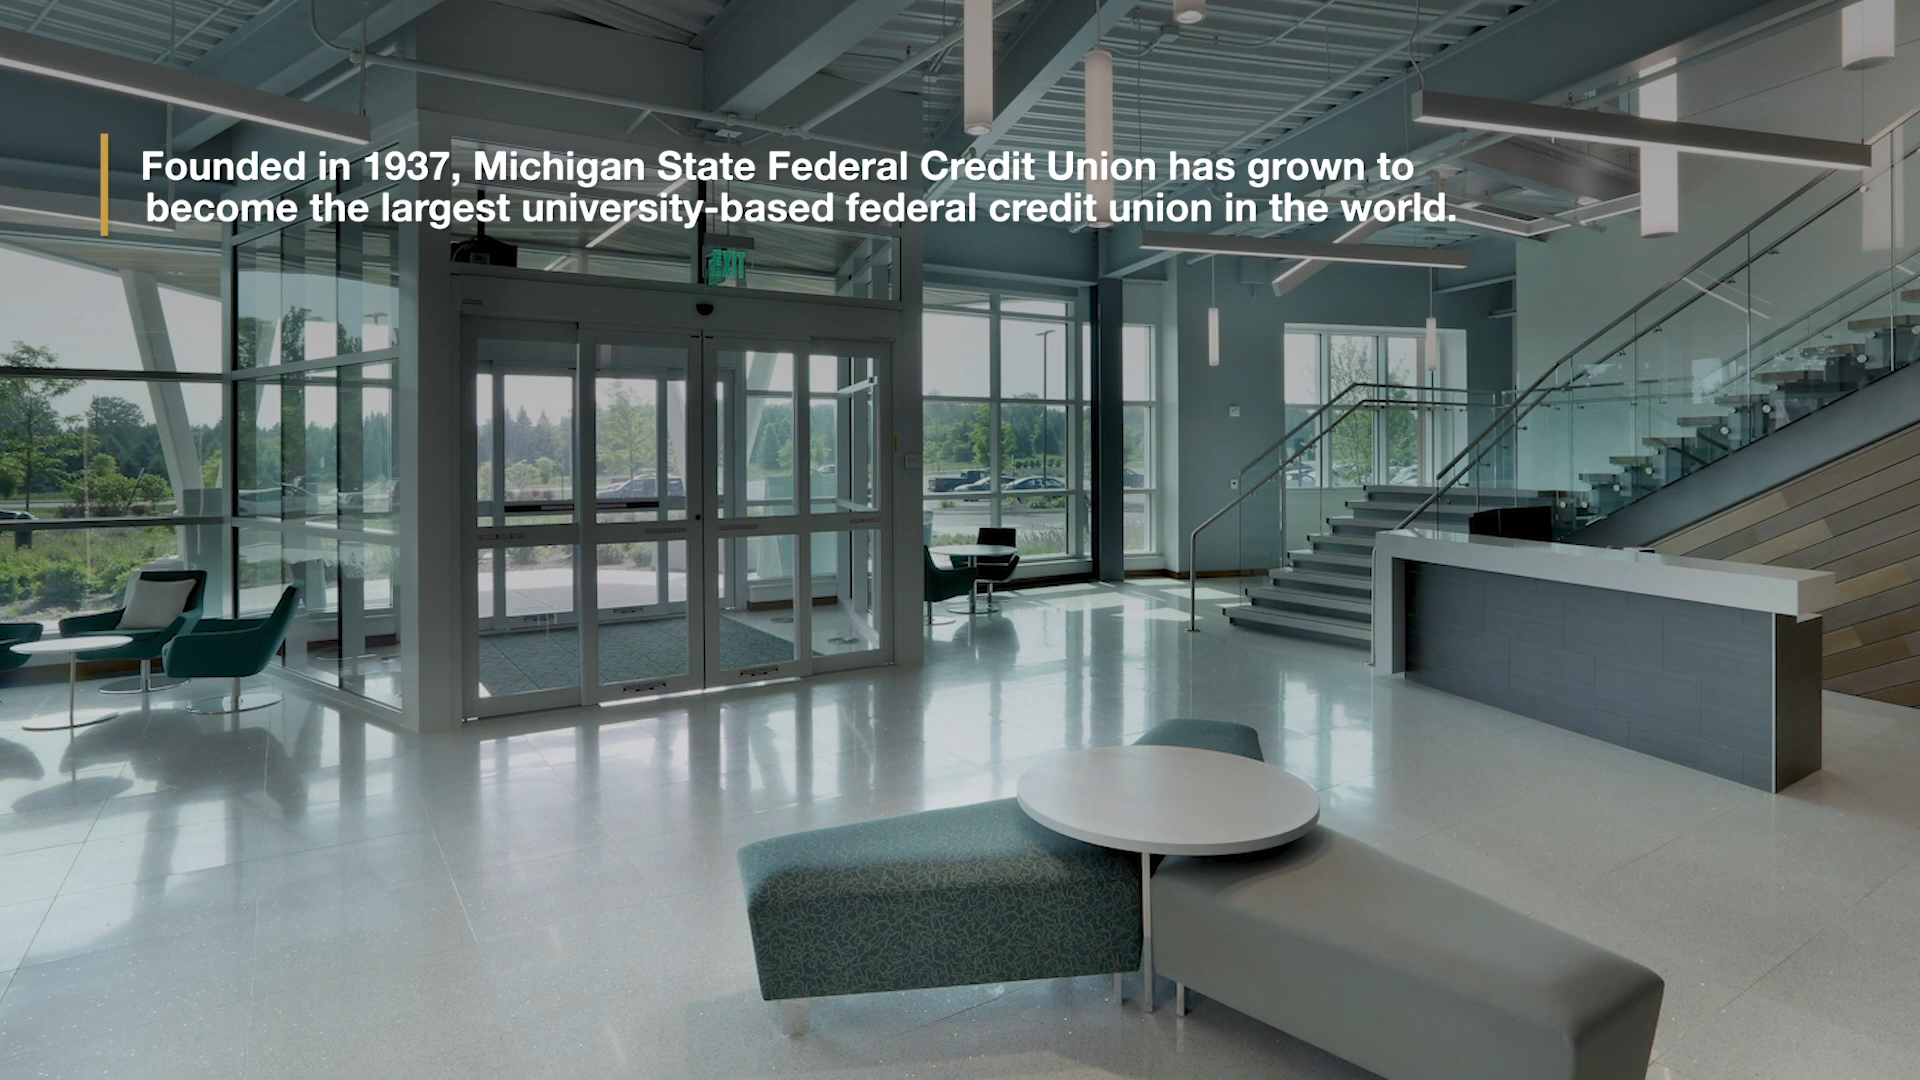 Founded in 1937, Michigan State Federal Credit Union has grown to
become the largest university-based federal credit union in the world.
EXIT